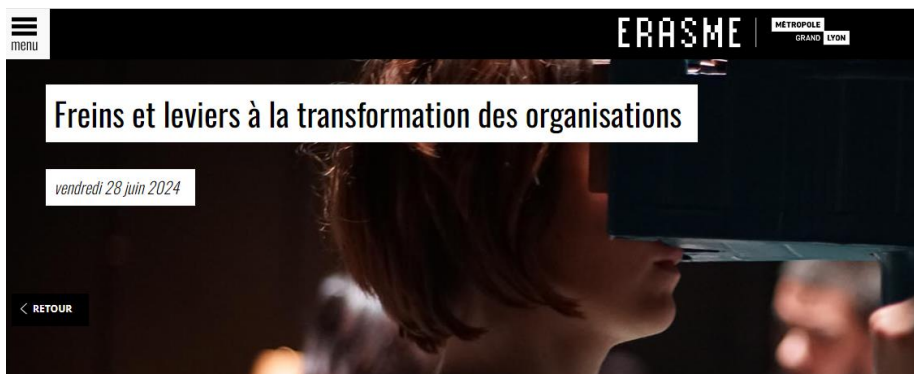 menu
ERASME
MÉTROPOLE
GRAND LYON
Freins et leviers à la transformation des organisations
vendredi 28 juin 2024
< RETOUR